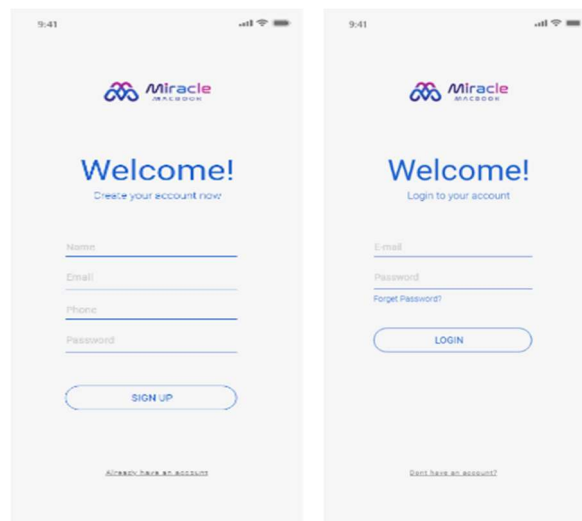 9:41
Miracle
MACBOOK
Welcome!
Create your account now
Name
Email
Phone
Password
SIGN UP
Already have an account
9:41
Miracle
MACBOOK
Welcome!
Login to your account
E-mail
Password
Forget Password?
LOGIN
Dont have an account?